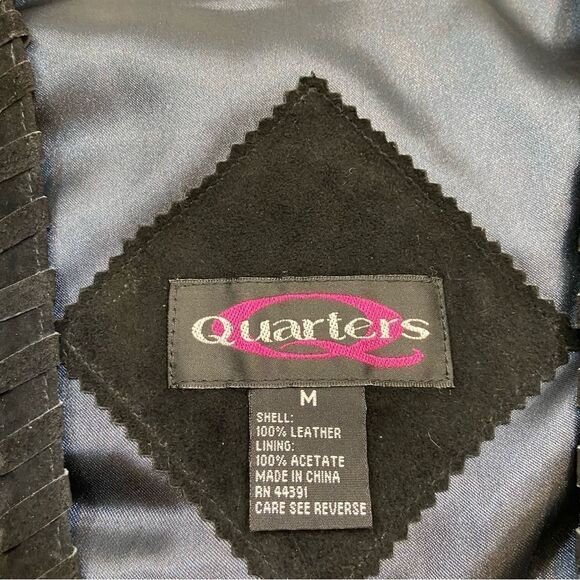 Quarters
M
SHELL:
100% LEATHER
LINING:
100% ACETATE
MADE IN CHINA
RN 44391
CARE SEE REVERSE